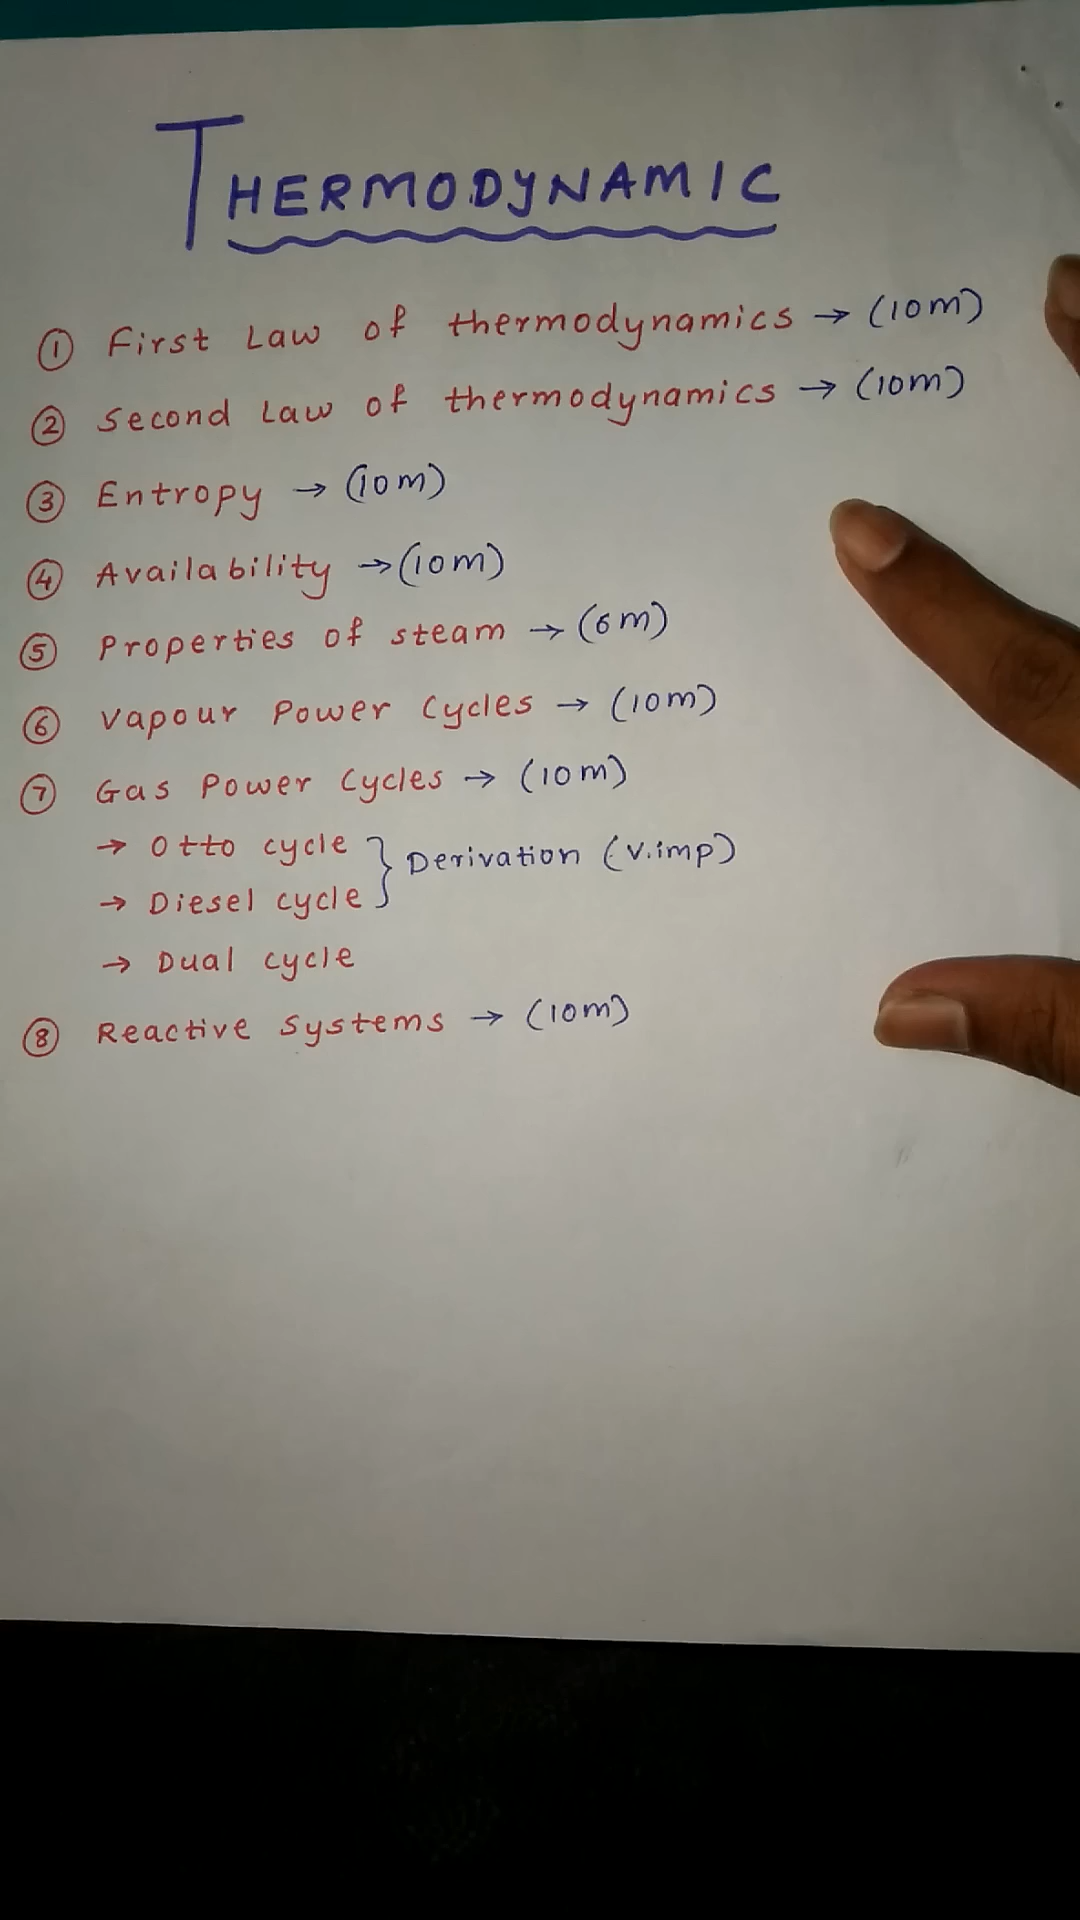 THERMODYNAMIC
① First Law of thermodynamics → (10m)
② Second Law of thermodynamics → (10m)
③ Entropy → (10m)
④ Availability → (10m)
⑤ Properties of steam → (6m)
⑥ Vapour Power Cycles → (10m)
⑦ Gas Power Cycles → (10m)
→ Otto cycle
→ Diesel cycle } Derivation (v.imp)
→ Dual cycle
⑧ Reactive Systems → (10m)